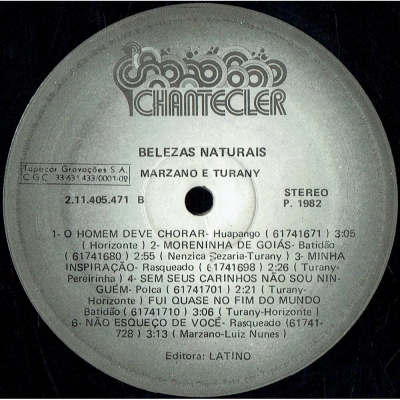 CHANTECLER
BELEZAS NATURAIS
MARZANO E TURANY
Tapecar Gravações S.A.
C G C 33.631.433/0001-02
2.11.405.471 B
STEREO
P. 1982
1- O HOMEM DEVE CHORAR- Huapango (61741671) 3:05
(Horizonte) 2- MORENINHA DE GOIÁS- Batidão
(61741680) 2:55 (Nenzica Sezaria-Turany) 3- MINHA
INSPIRAÇÃO- Rasqueado (61741698) 2:26 (Turany-
Pereirinha) 4- SEM SEUS CARINHOS NÃO SOU NIN-
GUÉM- Polca (61741701) 2:21 (Turany-
Horizonte) FUI QUASE NO FIM DO MUNDO
Batidão (61741710) 3:06 (Turany-Horizonte)
6- NÃO ESQUEÇO DE VOCÊ- Rasqueado (61741-
728) 3:13 (Marzano-Luiz Nunes)
Editora: LATINO